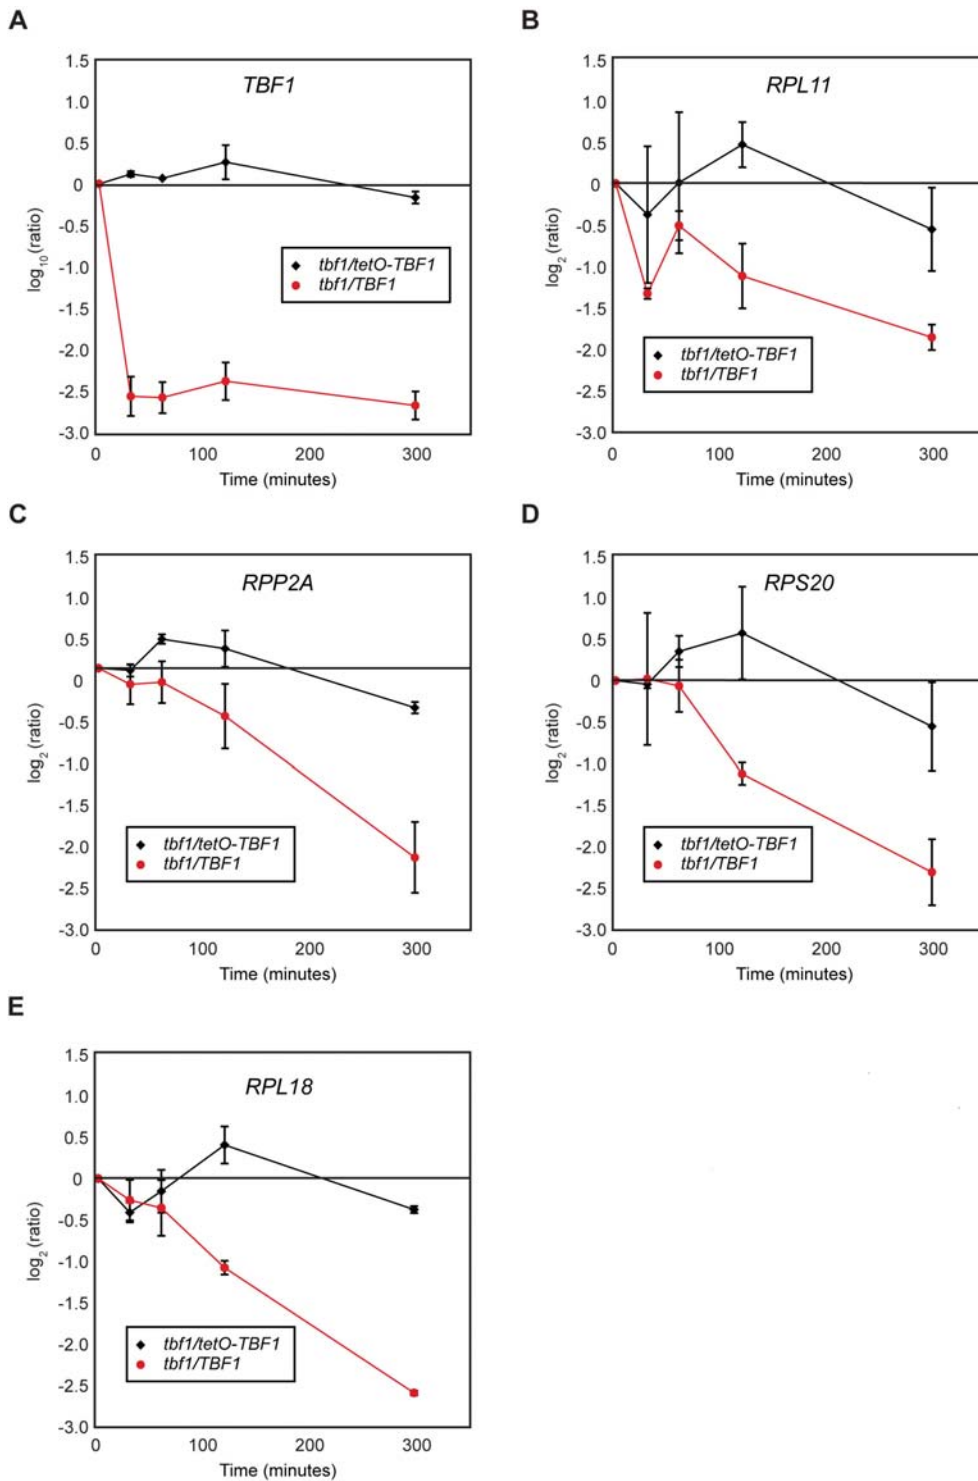 A
TBF1
1.5
1.0
0.5
0
-0.5
-1.0
-1.5
-2.0
-2.5
-3.0
log10 (ratio)
tbf1/tetO-TBF1
tbf1/TBF1
0 100 200 300
Time (minutes)
B
RPL11
1.5
1.0
0.5
0
-0.5
-1.0
-1.5
-2.0
-2.5
-3.0
log2 (ratio)
tbf1/tetO-TBF1
tbf1/TBF1
0 100 200 300
Time (minutes)
C
RPP2A
1.5
1.0
0.5
0
-0.5
-1.0
-1.5
-2.0
-2.5
-3.0
log2 (ratio)
tbf1/tetO-TBF1
tbf1/TBF1
0 100 200 300
Time (minutes)
D
RPS20
1.5
1.0
0.5
0
-0.5
-1.0
-1.5
-2.0
-2.5
-3.0
log2 (ratio)
tbf1/tetO-TBF1
tbf1/TBF1
0 100 200 300
Time (minutes)
E
RPL18
1.5
1.0
0.5
0
-0.5
-1.0
-1.5
-2.0
-2.5
-3.0
log2 (ratio)
tbf1/tetO-TBF1
tbf1/TBF1
0 100 200 300
Time (minutes)